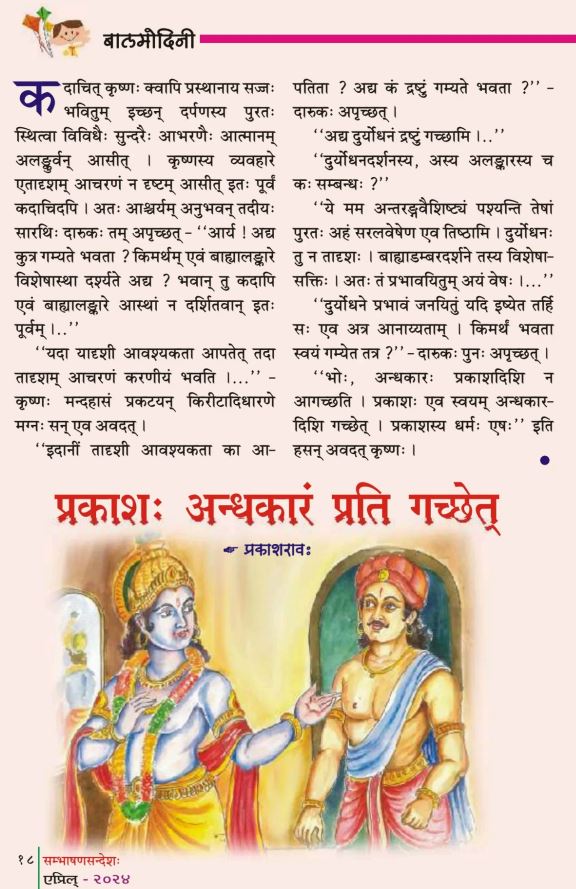 बालमोदिनी
कदाचित् कृष्णः क्वापि प्रस्थानाय सज्जः
भवितुम् इच्छन् दर्पणस्य पुरतः
स्थित्वा विविधैः सुन्दरैः आभरणैः आत्मानम्
अलङ्कुर्वन् आसीत् । कृष्णस्य व्यवहारे
एतादृशम् आचरणं न दृष्टम् आसीत् इतः पूर्वं
कदाचिदपि । अतः आश्चर्यम् अनुभवन् तदीयः
सारथिः दारुकः तम् अपृच्छत् – ‘‘आर्य ! अद्य
कुत्र गम्यते भवता ? किमर्थम् एवं बाह्यालङ्कारे
विशेषास्था दर्श्यते अद्य ? भवान् तु कदापि
एवं बाह्यालङ्कारे आस्थां न दर्शितवान् इतः
पूर्वम् ।..’’
‘‘यदा यादृशी आवश्यकता आपतेत् तदा
तादृशम् आचरणं करणीयं भवति ।...’’ –
कृष्णः मन्दहासं प्रकटयन् किरीटादिधारणे
मग्नः सन् एव अवदत् ।
‘‘इदानीं तादृशी आवश्यकता का आ-
पतिता ? अद्य कं द्रष्टुं गम्यते भवता ?’’ –
दारुकः अपृच्छत् ।
‘‘अद्य दुर्योधनं द्रष्टुं गच्छामि ।..’’
‘‘दुर्योधनदर्शनस्य, अस्य अलङ्कारस्य च
कः सम्बन्धः ?’’
‘‘ये मम अन्तरङ्गवैशिष्ट्यं पश्यन्ति तेषां
पुरतः अहं सरलवेषेण एव तिष्ठामि । दुर्योधनः
तु न तादृशः । बाह्याडम्बरदर्शने तस्य विशेषा-
सक्तिः । अतः तं प्रभावयितुम् अयं वेषः ।...’’
‘‘दुर्योधने प्रभावं जनयितुं यदि इष्येत तर्हि
सः एव अत्र आनाय्यताम् । किमर्थं भवता
स्वयं गम्येत तत्र ?’’ – दारुकः पुनः अपृच्छत् ।
‘‘भोः, अन्धकारः प्रकाशदिशि न
आगच्छति । प्रकाशः एव स्वयम् अन्धकार-
दिशि गच्छेत् । प्रकाशस्य धर्मः एषः’’ इति
हसन् अवदत् कृष्णः ।
प्रकाशः अन्धकारं प्रति गच्छेत्
☛ प्रकाशरावः
१८ सम्भाषणसन्देशः
एप्रिल् - २०२४